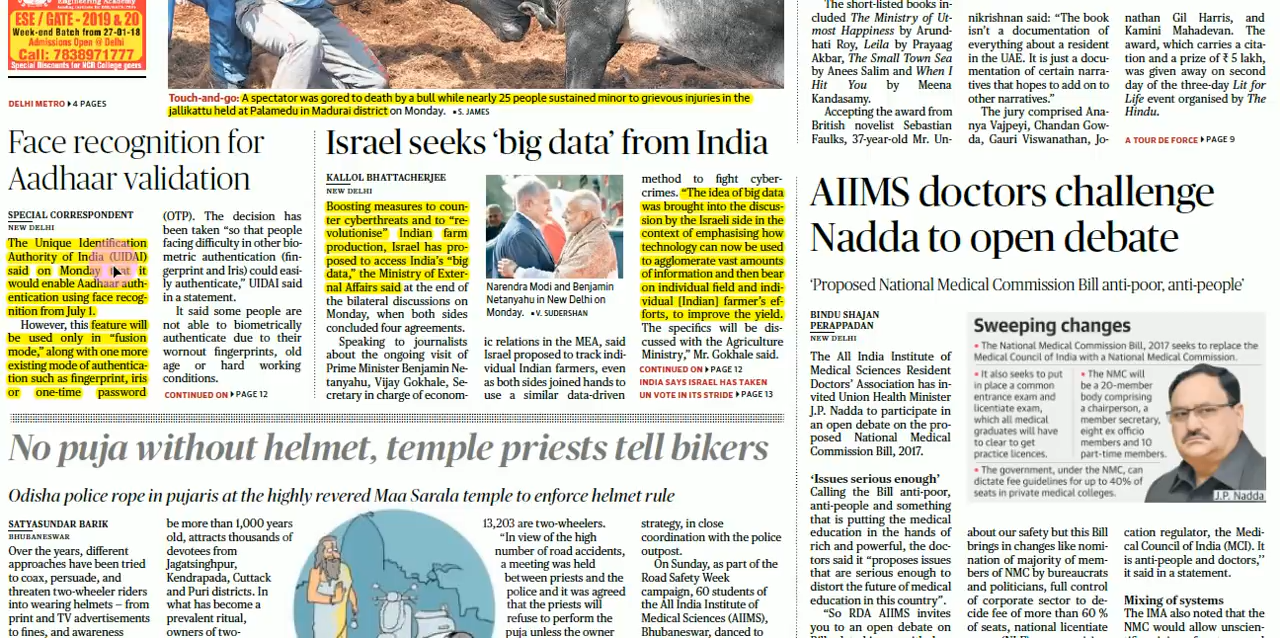 Engineering Academy
ESE / GATE - 2019 & 20
Week-end Batch from 27-01-18
Admissions Open @ Delhi
Call: 7838971777
Special Discounts for NCR College goers
DELHI METRO ▶ 4 PAGES
Touch-and-go: A spectator was gored to death by a bull while nearly 25 people sustained minor to grievous injuries in the
jallikattu held at Palamedu in Madurai district on Monday. • S. JAMES
Face recognition for
Aadhaar validation
SPECIAL CORRESPONDENT
NEW DELHI
The Unique Identification
Authority of India (UIDAI)
said on Monday that it
would enable Aadhaar auth-
entication using face recog-
nition from July 1.
However, this feature will
be used only in “fusion
mode,” along with one more
existing mode of authentica-
tion such as fingerprint, iris
or one-time password
(OTP). The decision has
been taken “so that people
facing difficulty in other bio-
metric authentication (fin-
gerprint and Iris) could easi-
ly authenticate,” UIDAI said
in a statement.
It said some people are
not able to biometrically
authenticate due to their
wornout fingerprints, old
age or hard working
conditions.
CONTINUED ON ▶ PAGE 12
Israel seeks ‘big data’ from India
KALLOL BHATTACHERJEE
NEW DELHI
Boosting measures to coun-
ter cyberthreats and to “re-
volutionise” Indian farm
production, Israel has pro-
posed to access India’s “big
data,” the Ministry of Exter-
nal Affairs said at the end of
the bilateral discussions on
Monday, when both sides
concluded four agreements.
Speaking to journalists
about the ongoing visit of
Prime Minister Benjamin Ne-
tanyahu, Vijay Gokhale, Se-
cretary in charge of econom-
Narendra Modi and Benjamin
Netanyahu in New Delhi on
Monday. • V. SUDERSHAN
ic relations in the MEA, said
Israel proposed to track indi-
vidual Indian farmers, even
as both sides joined hands to
use a similar data-driven
method to fight cyber-
crimes. “The idea of big data
was brought into the discus-
sion by the Israeli side in the
context of emphasising how
technology can now be used
to agglomerate vast amounts
of information and then bear
on individual field and indi-
vidual [Indian] farmer’s ef-
forts, to improve the yield.
The specifics will be dis-
cussed with the Agriculture
Ministry,” Mr. Gokhale said.
CONTINUED ON ▶ PAGE 12
INDIA SAYS ISRAEL HAS TAKEN
UN VOTE IN ITS STRIDE ▶ PAGE 13
No puja without helmet, temple priests tell bikers
Odisha police rope in pujaris at the highly revered Maa Sarala temple to enforce helmet rule
SATYASUNDAR BARIK
BHUBANESWAR
Over the years, different
approaches have been tried
to coax, persuade, and
threaten two-wheeler riders
into wearing helmets – from
print and TV advertisements
to fines, and awareness
be more than 1,000 years
old, attracts thousands of
devotees from
Jagatsinghpur,
Kendrapada, Cuttack
and Puri districts. In
what has become a
prevalent ritual,
owners of two-
13,203 are two-wheelers.
“In view of the high
number of road accidents,
a meeting was held
between priests and the
police and it was agreed
that the priests will
refuse to perform the
puja unless the owner
strategy, in close
coordination with the police
outpost.
On Sunday, as part of the
Road Safety Week
campaign, 60 students of
the All India Institute of
Medical Sciences (AIIMS),
Bhubaneswar, danced to
The short-listed books in-
cluded The Ministry of Ut-
most Happiness by Arund-
hati Roy, Leila by Prayaag
Akbar, The Small Town Sea
by Anees Salim and When I
Hit You by Meena
Kandasamy.
Accepting the award from
British novelist Sebastian
Faulks, 37-year-old Mr. Un-
nikrishnan said: “The book
isn’t a documentation of
everything about a resident
in the UAE. It is just a doc-
umentation of certain narra-
tives that hopes to add on to
other narratives.”
The jury comprised Ana-
nya Vajpeyi, Chandan Gow-
da, Gauri Viswanathan, Jo-
nathan Gil Harris, and
Kamini Mahadevan. The
award, which carries a cita-
tion and a prize of ₹ 5 lakh,
was given away on second
day of the three-day Lit for
Life event organised by The
Hindu.
A TOUR DE FORCE ▶ PAGE 9
AIIMS doctors challenge
Nadda to open debate
‘Proposed National Medical Commission Bill anti-poor, anti-people’
BINDU SHAJAN
PERAPPADAN
NEW DELHI
The All India Institute of
Medical Sciences Resident
Doctors’ Association has in-
vited Union Health Minister
J.P. Nadda to participate in
an open debate on the pro-
posed National Medical
Commission Bill, 2017.
‘Issues serious enough’
Calling the Bill anti-poor,
anti-people and something
that is putting the medical
education in the hands of
rich and powerful, the doc-
tors said it “proposes issues
that are serious enough to
distort the future of medical
education in this country”.
“So RDA AIIMS invites
you to an open debate on
Sweeping changes
• The National Medical Commission Bill, 2017 seeks to replace the
Medical Council of India with a National Medical Commission.
• It also seeks to put
in place a common
entrance exam and
licentiate exam,
which all medical
graduates will have
to clear to get
practice licences.
• The NMC will
be a 20-member
body comprising
a chairperson, a
member secretary,
eight ex officio
members and 10
part-time members.
• The government, under the NMC, can
dictate fee guidelines for up to 40% of
seats in private medical colleges.
J.P. Nadda
about our safety but this Bill
brings in changes like nomi-
nation of majority of mem-
bers of NMC by bureaucrats
and politicians, full control
of corporate sector to de-
cide fee of more than 60 %
of seats, national licentiate
cation regulator, the Medi-
cal Council of India (MCI). It
is anti-people and doctors,”
it said in a statement.
Mixing of systems
The IMA also noted that the
NMC would allow unscien-